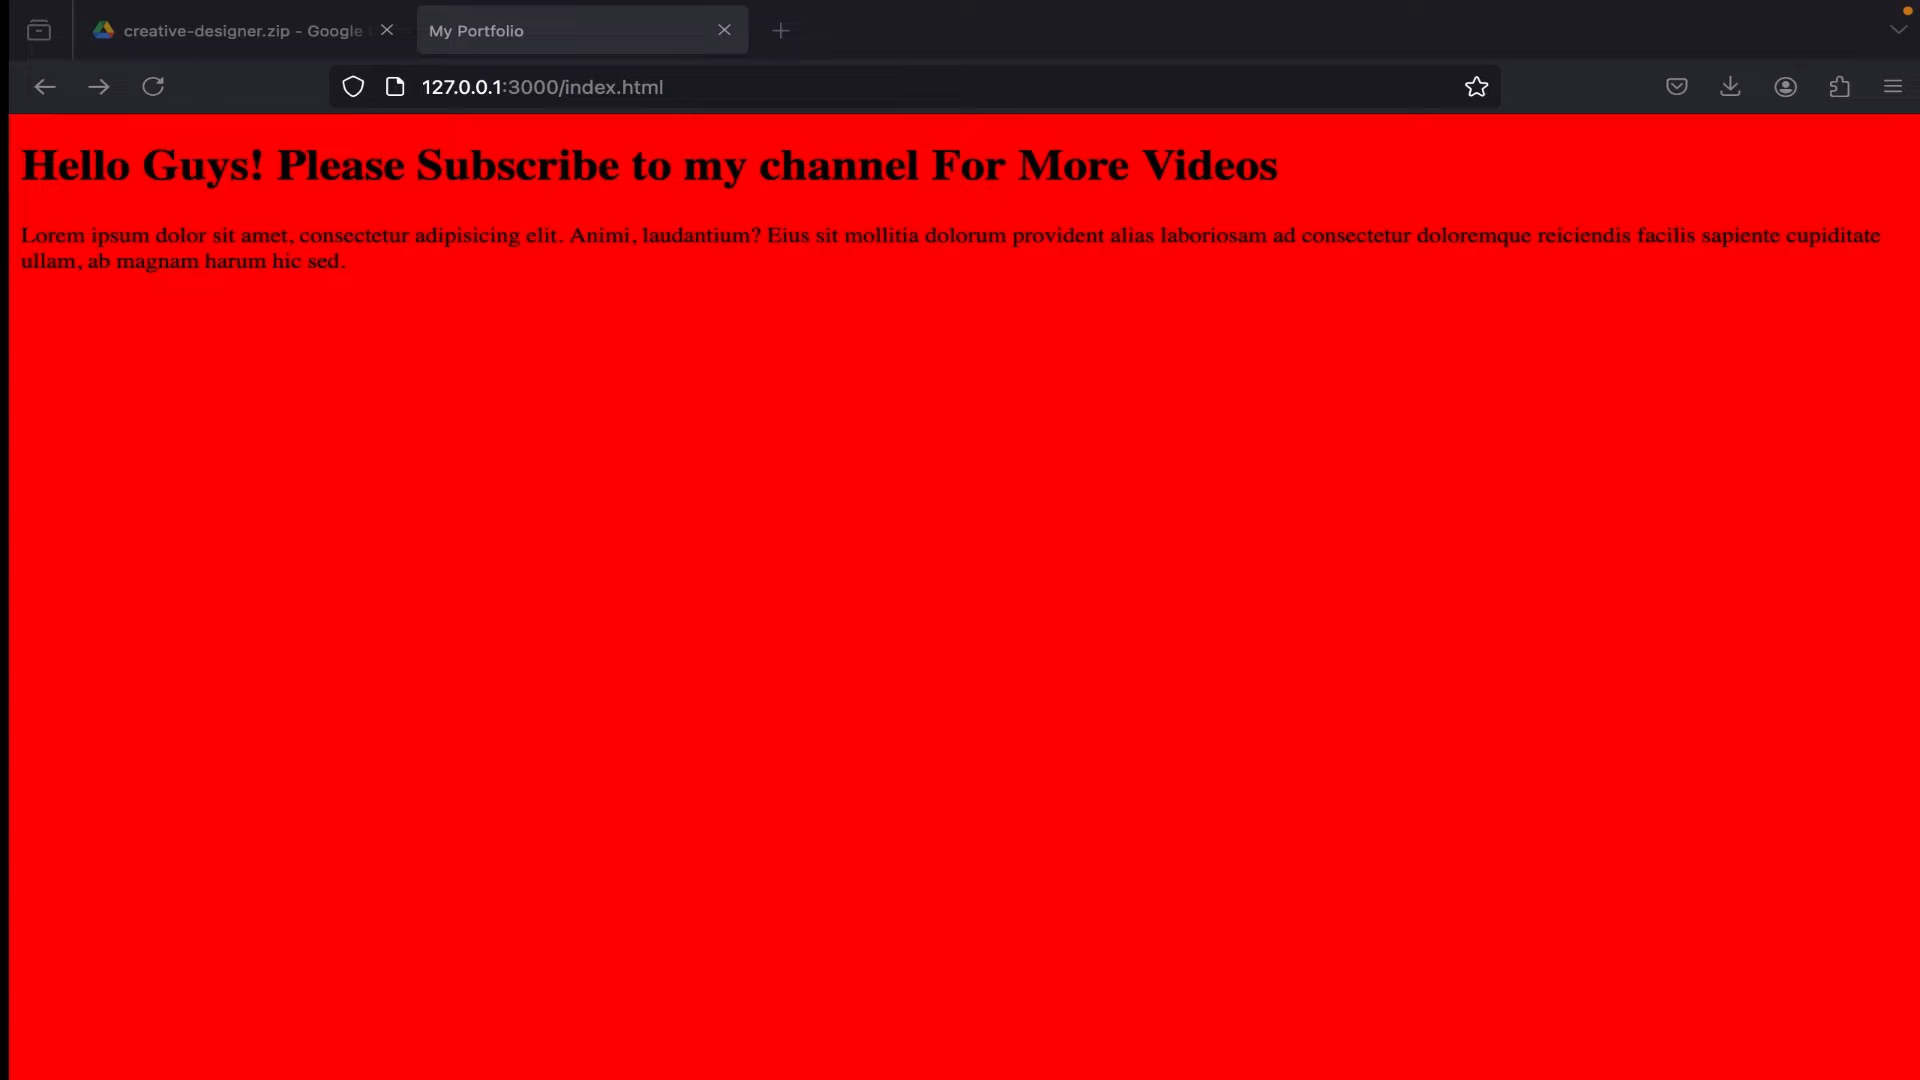 creative-designer.zip - Google
My Portfolio
127.0.0.1:3000/index.html
Hello Guys! Please Subscribe to my channel For More Videos
Lorem ipsum dolor sit amet, consectetur adipisicing elit. Animi, laudantium? Eius sit mollitia dolorum provident alias laboriosam ad consectetur doloremque reiciendis facilis sapiente cupiditate
ullam, ab magnam harum hic sed.